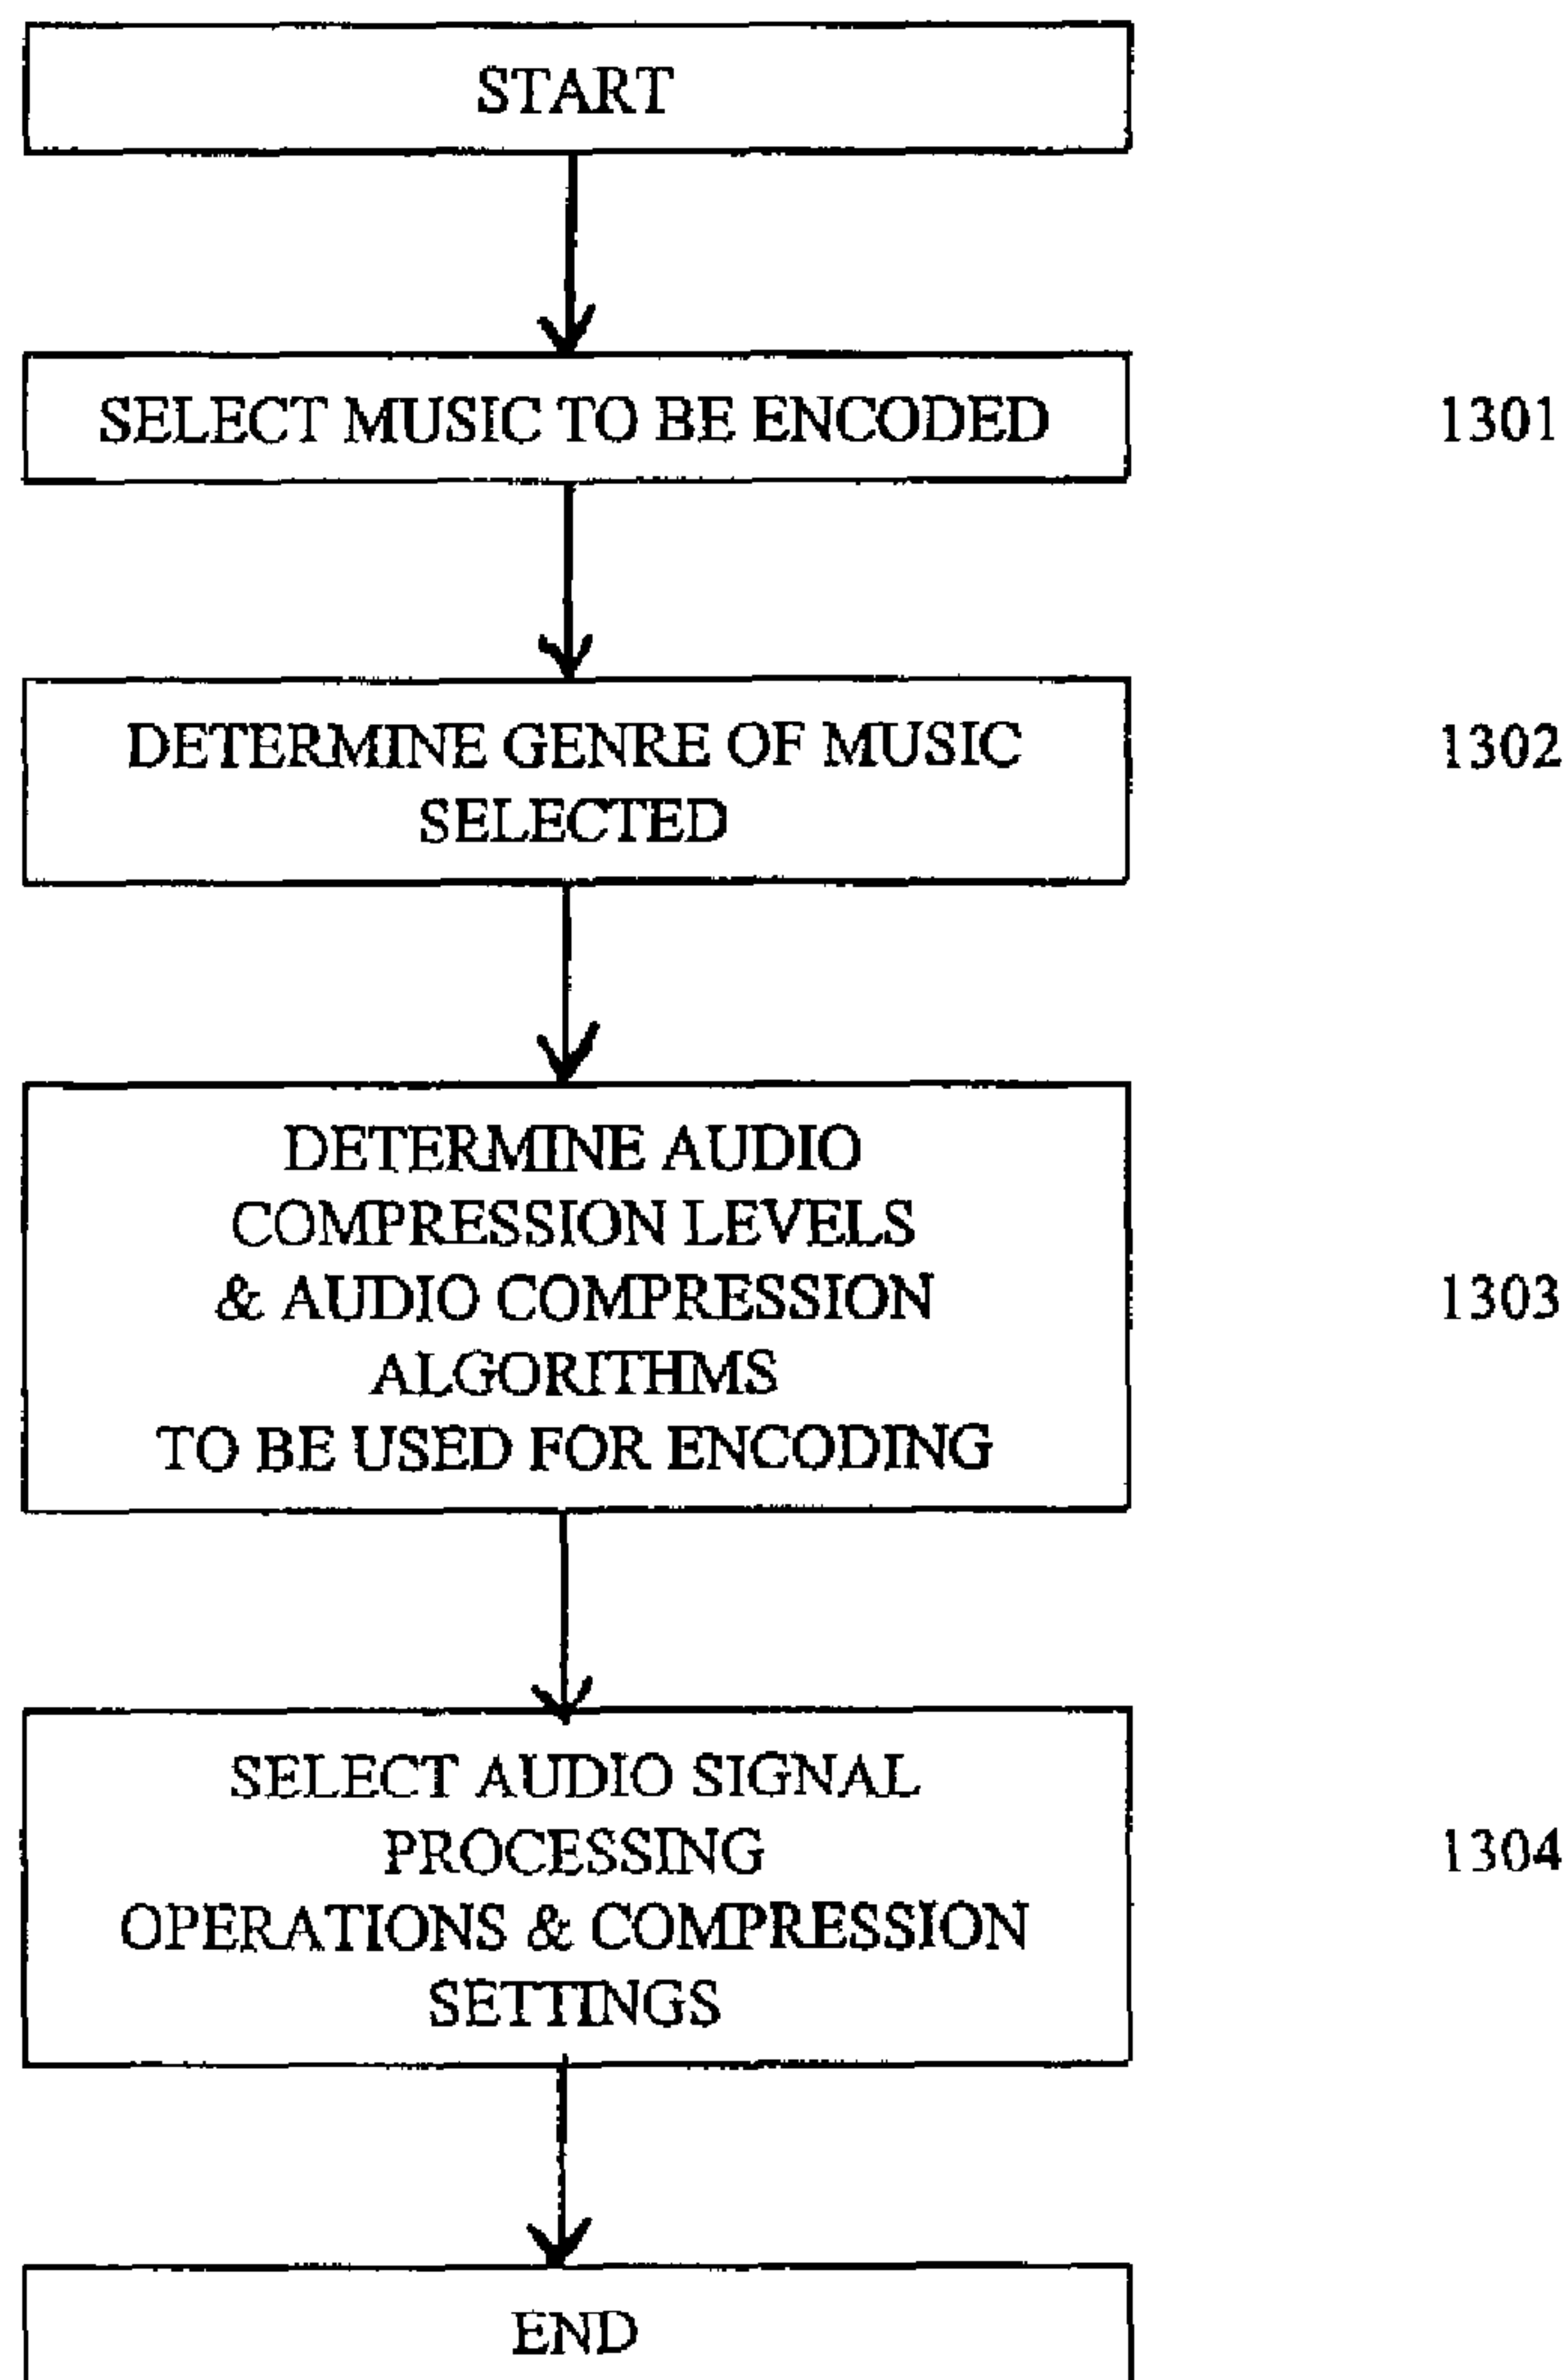 START
SELECT MUSIC TO BE ENCODED 1301
DETERMINE GENRE OF MUSIC 1302
SELECTED
DETERMINE AUDIO
COMPRESSION LEVELS
& AUDIO COMPRESSION 1303
ALGORITHMS
TO BE USED FOR ENCODING
SELECT AUDIO SIGNAL
PROCESSING 1304
OPERATIONS & COMPRESSION
SETTINGS
END